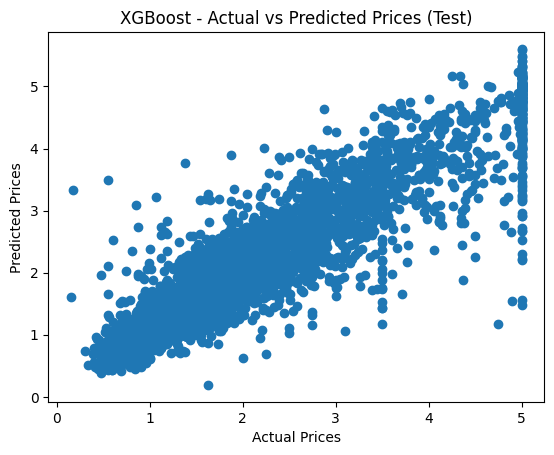 XGBoost - Actual vs Predicted Prices (Test)
Predicted Prices
5
4
3
2
1
0
0 1 2 3 4 5
Actual Prices